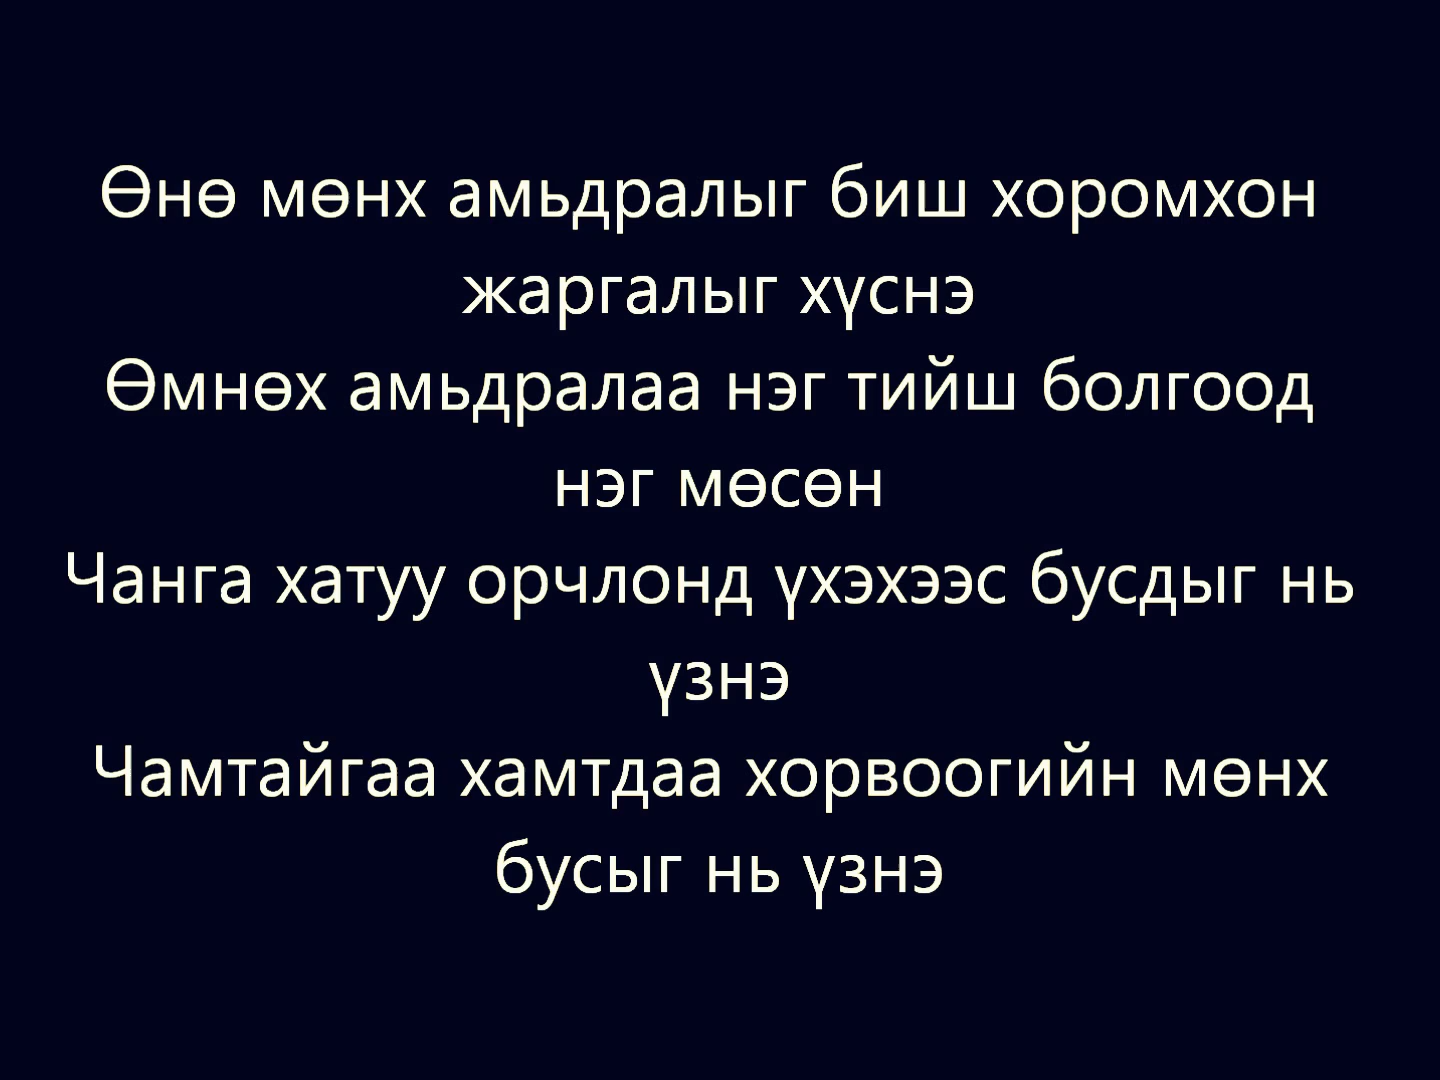 Өнө мөнх амьдралыг биш хоромхон
жаргалыг хүснэ
Өмнөх амьдралаа нэг тийш болгоод
нэг мөсөн
Чанга хатуу орчлонд үхэхээс бусдыг нь
үзнэ
Чамтайгаа хамтдаа хорвоогийн мөнх
бусыг нь үзнэ